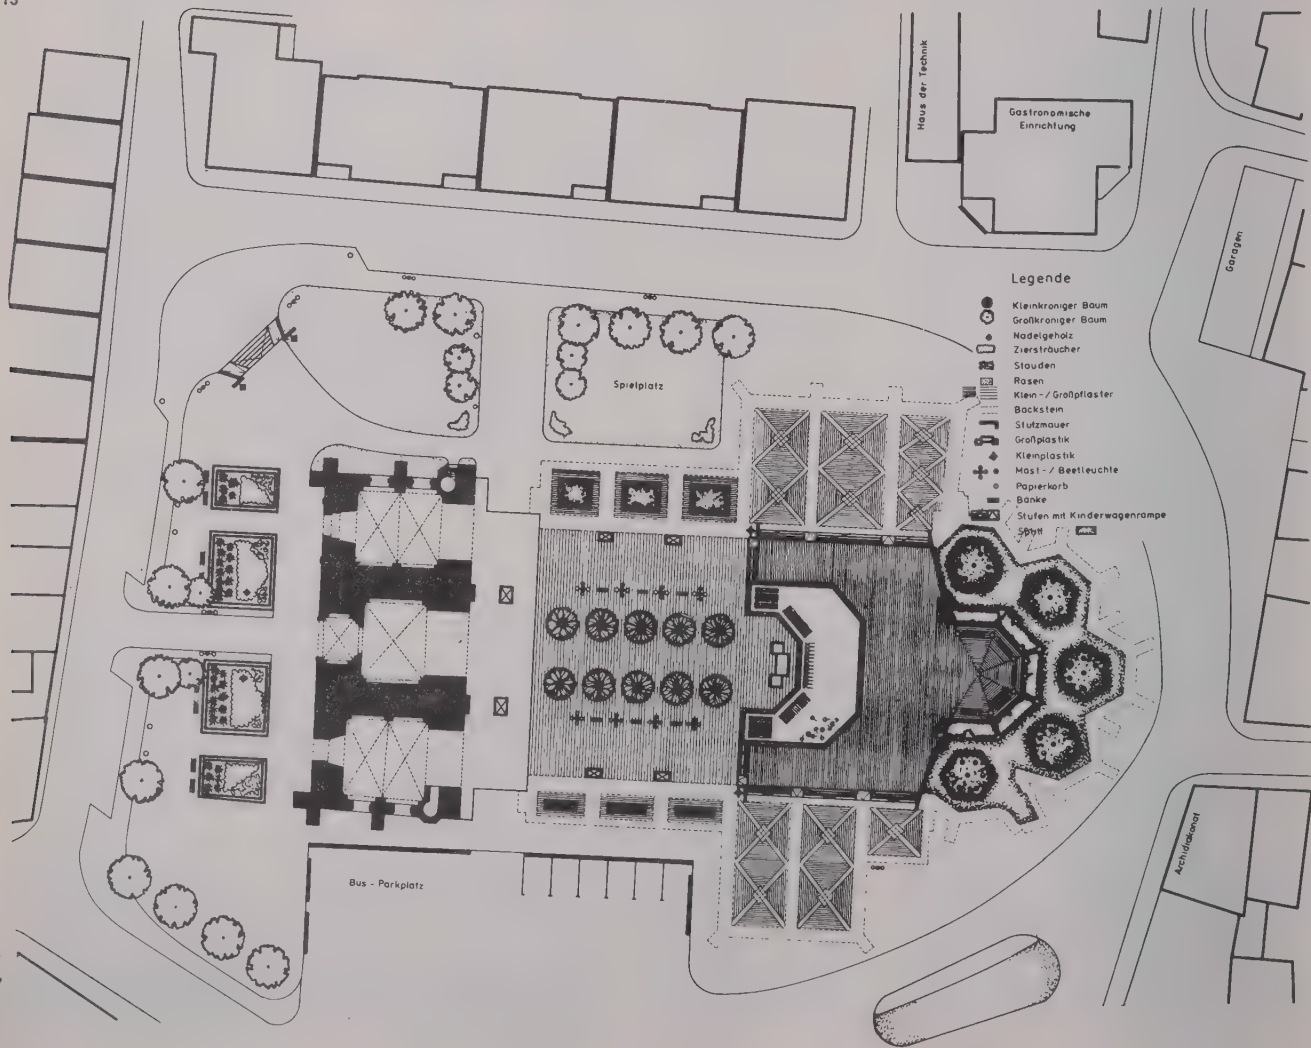 Haus der Technik
Gastronomische
Einrichtung
Garagen
Legende
Kleinkroniger Baum
Großkroniger Baum
Nadelgehölz
Ziersträucher
Stauden
Rasen
Klein-/Großpflaster
Backstein
Stützmauer
Großplastik
Kleinplastik
Mast-/Beetleuchte
Papierkorb
Bänke
Stufen mit Kinderwagenrampe
Spielplatz
Bus-Parkplatz
Archidiakonat